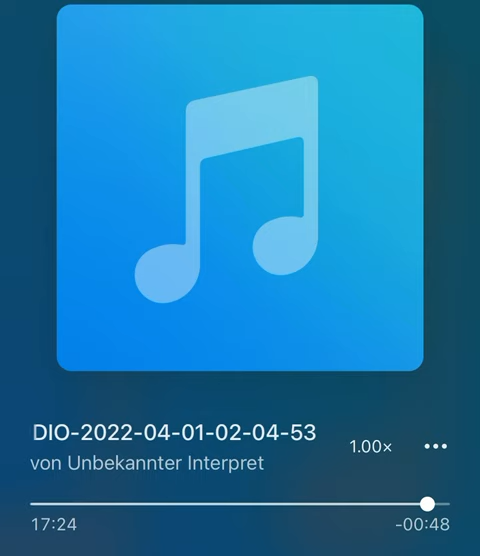 DIO-2022-04-01-02-04-53
von Unbekannter Interpret
1.00×
17:24
-00:48